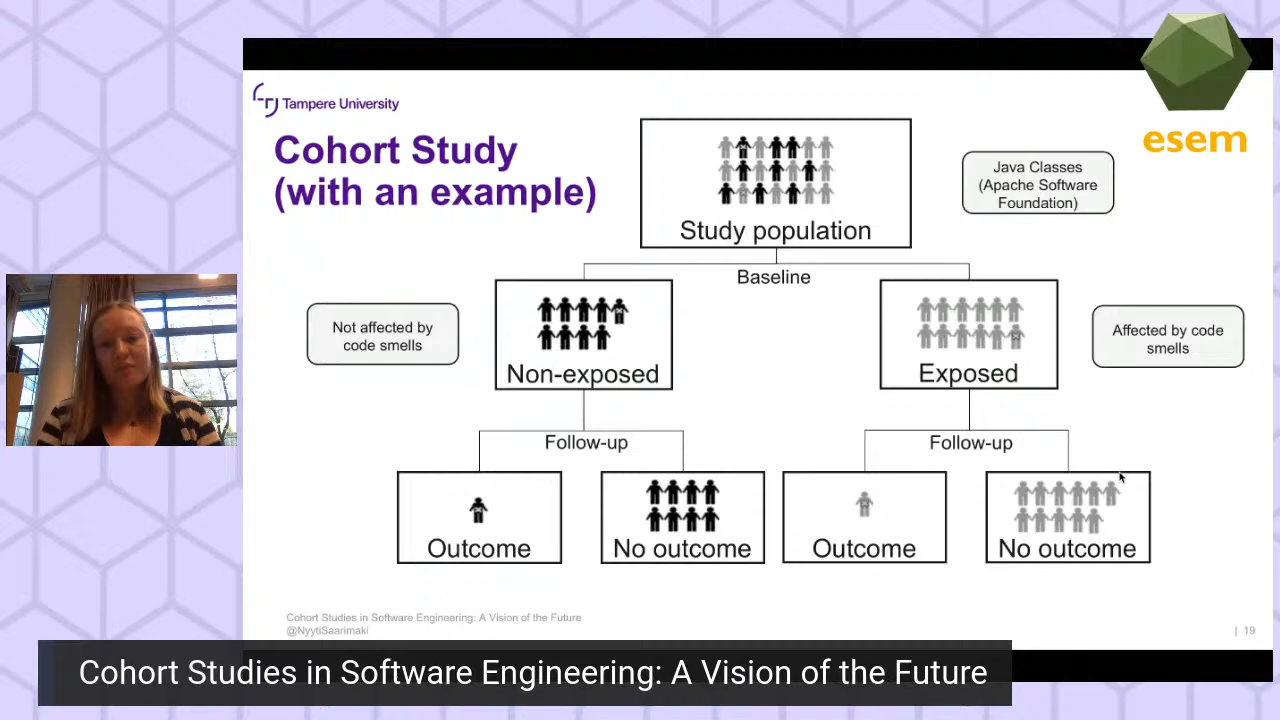 esem
Tampere University
Cohort Study
(with an example)
Study population
Java Classes
(Apache Software
Foundation)
Baseline
Not affected by
code smells
Non-exposed
Exposed
Affected by code
smells
Follow-up
Follow-up
Outcome
No outcome
Outcome
No outcome
Cohort Studies in Software Engineering: A Vision of the Future
@NyytiSaarimaki
| 19
Cohort Studies in Software Engineering: A Vision of the Future